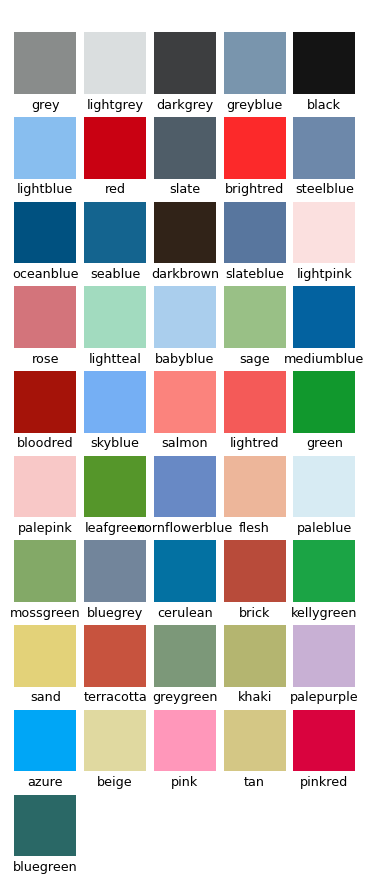 grey lightgrey darkgrey greyblue black
lightblue red slate brightred steelblue
oceanblue seablue darkbrown slateblue lightpink
rose lightteal babyblue sage mediumblue
bloodred skyblue salmon lightred green
palepink leafgreen cornflowerblue flesh paleblue
mossgreen bluegrey cerulean brick kellygreen
sand terracotta greygreen khaki palepurple
azure beige pink tan pinkred
bluegreen